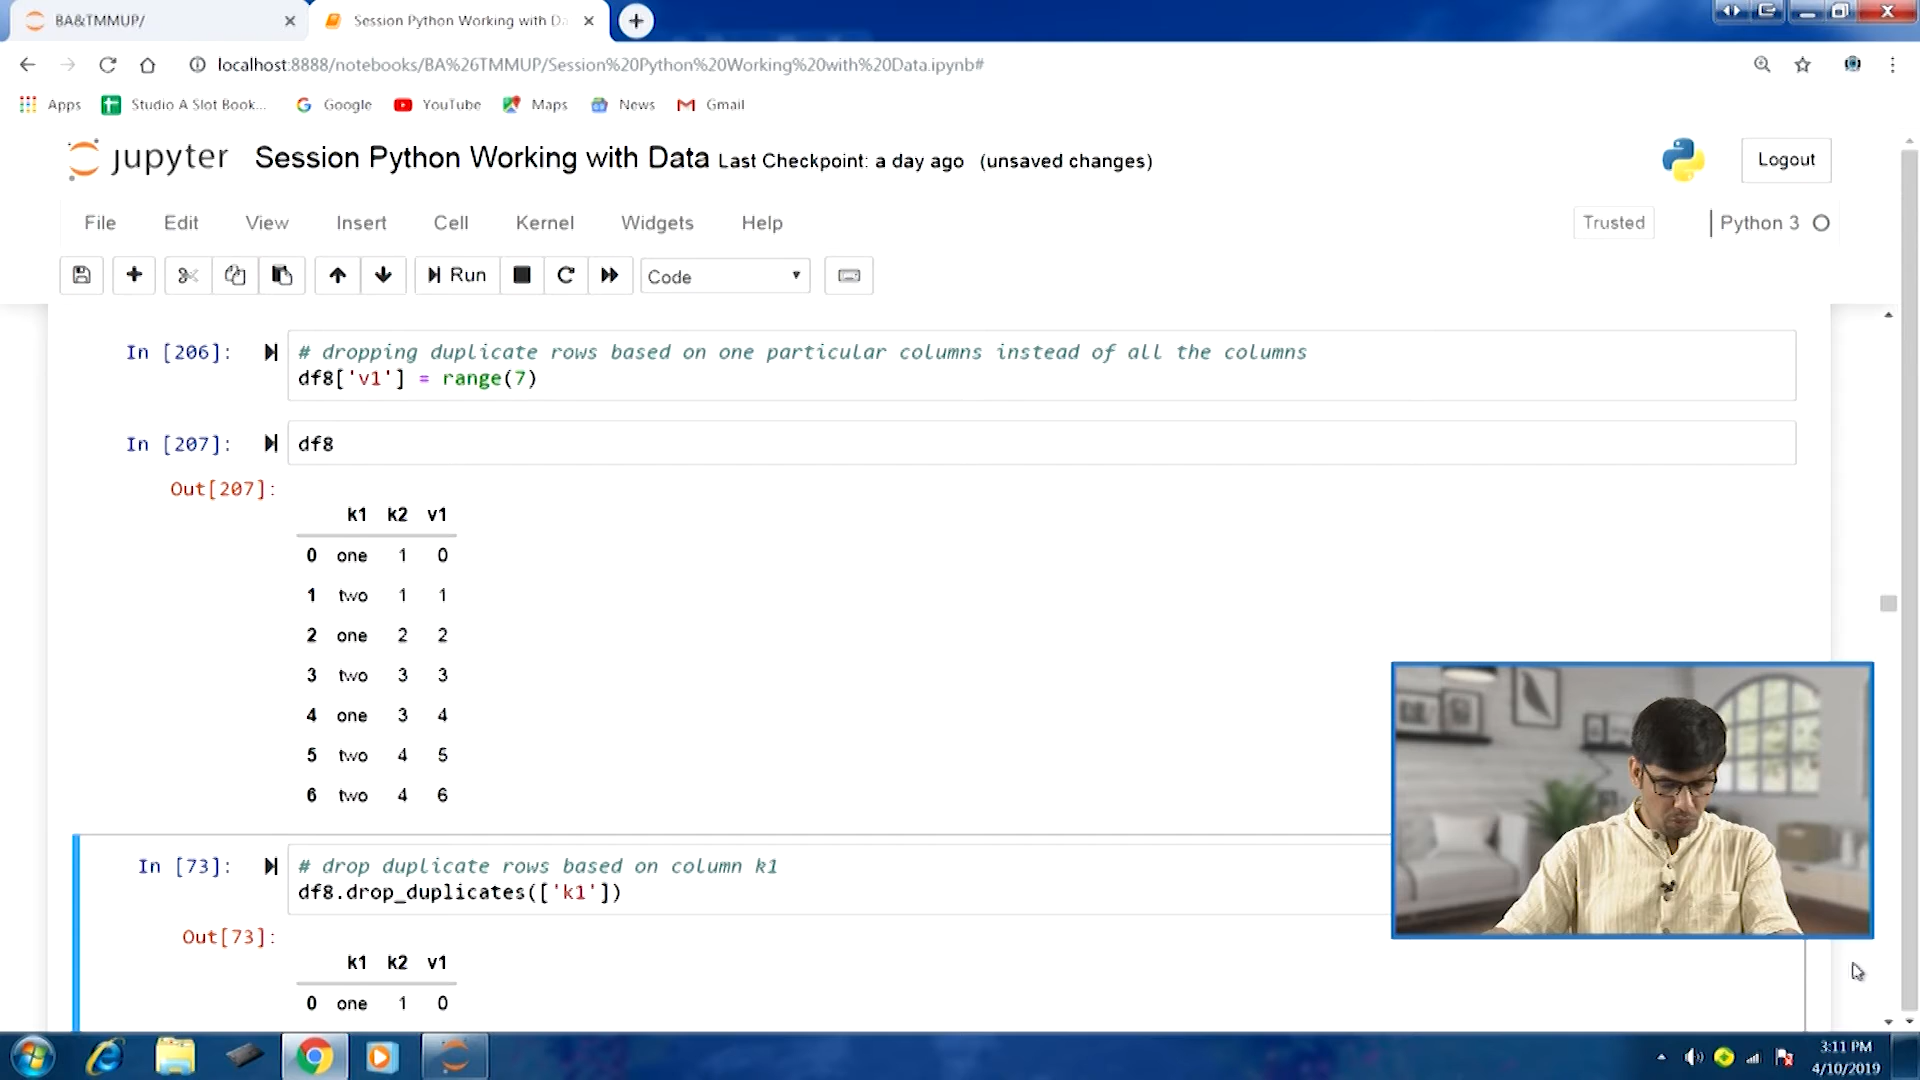 BA&TMMUP/
Session Python Working with Da
localhost:8888/notebooks/BA%26TMMUP/Session%20Python%20Working%20with%20Data.ipynb#
Apps Studio A Slot Book... Google YouTube Maps News Gmail
jupyter Session Python Working with Data Last Checkpoint: a day ago (unsaved changes)
Logout
File Edit View Insert Cell Kernel Widgets Help
Trusted
Python 3
Run
Code
In [206]:
# dropping duplicate rows based on one particular columns instead of all the columns
df8['v1'] = range(7)
In [207]:
df8
Out[207]:
k1 k2 v1
0 one 1 0
1 two 1 1
2 one 2 2
3 two 3 3
4 one 3 4
5 two 4 5
6 two 4 6
In [73]:
# drop duplicate rows based on column k1
df8.drop_duplicates(['k1'])
Out[73]:
k1 k2 v1
0 one 1 0
3:11 PM
4/10/2019